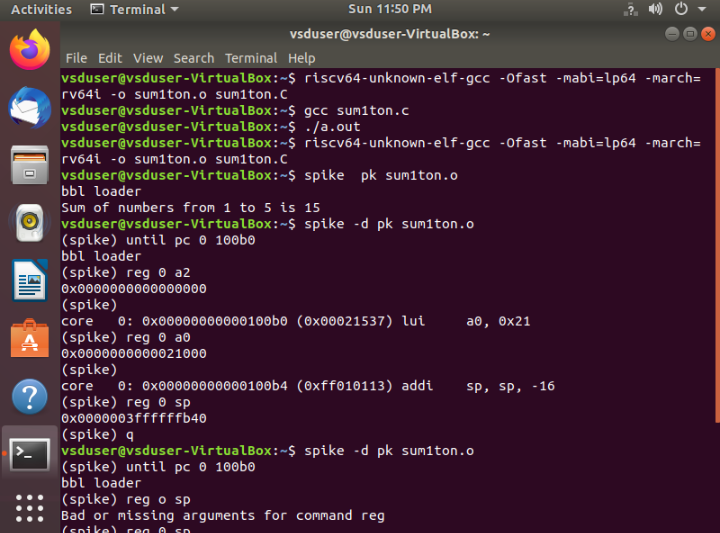 Activities Terminal Sun 11:50 PM
vsduser@vsduser-VirtualBox: ~
File Edit View Search Terminal Help
vsduser@vsduser-VirtualBox:~$ riscv64-unknown-elf-gcc -Ofast -mabi=lp64 -march=
rv64i -o sum1ton.o sum1ton.C
vsduser@vsduser-VirtualBox:~$ gcc sum1ton.c
vsduser@vsduser-VirtualBox:~$ ./a.out
vsduser@vsduser-VirtualBox:~$ riscv64-unknown-elf-gcc -Ofast -mabi=lp64 -march=
rv64i -o sum1ton.o sum1ton.C
vsduser@vsduser-VirtualBox:~$ spike  pk sum1ton.o
bbl loader
Sum of numbers from 1 to 5 is 15
vsduser@vsduser-VirtualBox:~$ spike -d pk sum1ton.o
(spike) until pc 0 100b0
bbl loader
(spike) reg 0 a2
0x0000000000000000
(spike)
core   0: 0x00000000000100b0 (0x00021537) lui     a0, 0x21
(spike) reg 0 a0
0x0000000000021000
(spike)
core   0: 0x00000000000100b4 (0xff010113) addi    sp, sp, -16
(spike) reg 0 sp
0x0000003ffffffb40
(spike) q
vsduser@vsduser-VirtualBox:~$ spike -d pk sum1ton.o
(spike) until pc 0 100b0
bbl loader
(spike) reg o sp
Bad or missing arguments for command reg
(spike) reg 0 sp